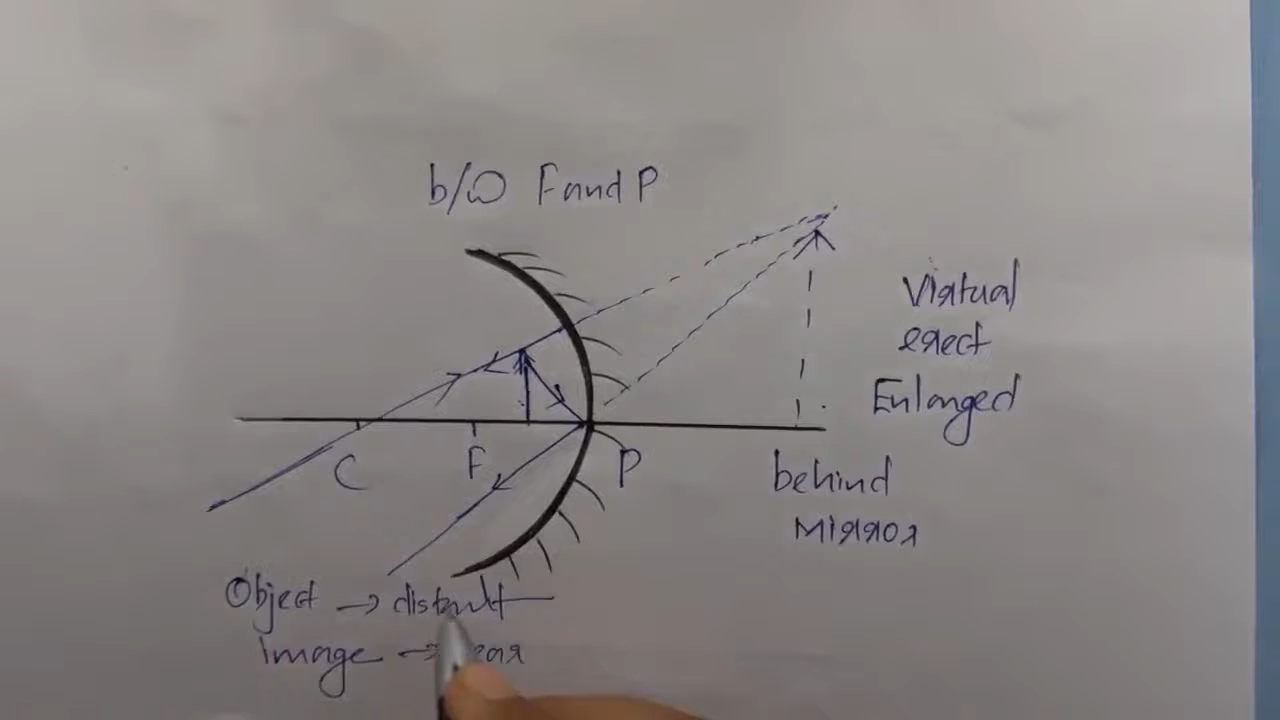 b/w F and P
Virtual
erect
Enlarged
C
F
P
behind
Mirror
Object → distant
Image →